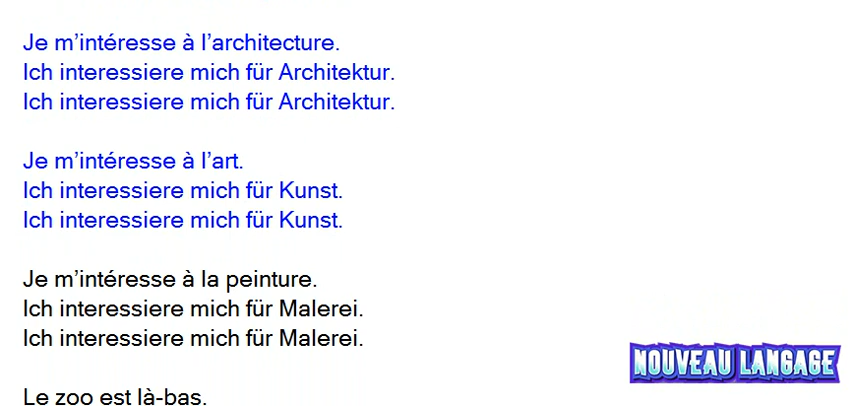 Je m’intéresse à l’architecture.
Ich interessiere mich für Architektur.
Ich interessiere mich für Architektur.
Je m’intéresse à l’art.
Ich interessiere mich für Kunst.
Ich interessiere mich für Kunst.
Je m’intéresse à la peinture.
Ich interessiere mich für Malerei.
Ich interessiere mich für Malerei.
Le zoo est là-bas.
NOUVEAU LANGAGE